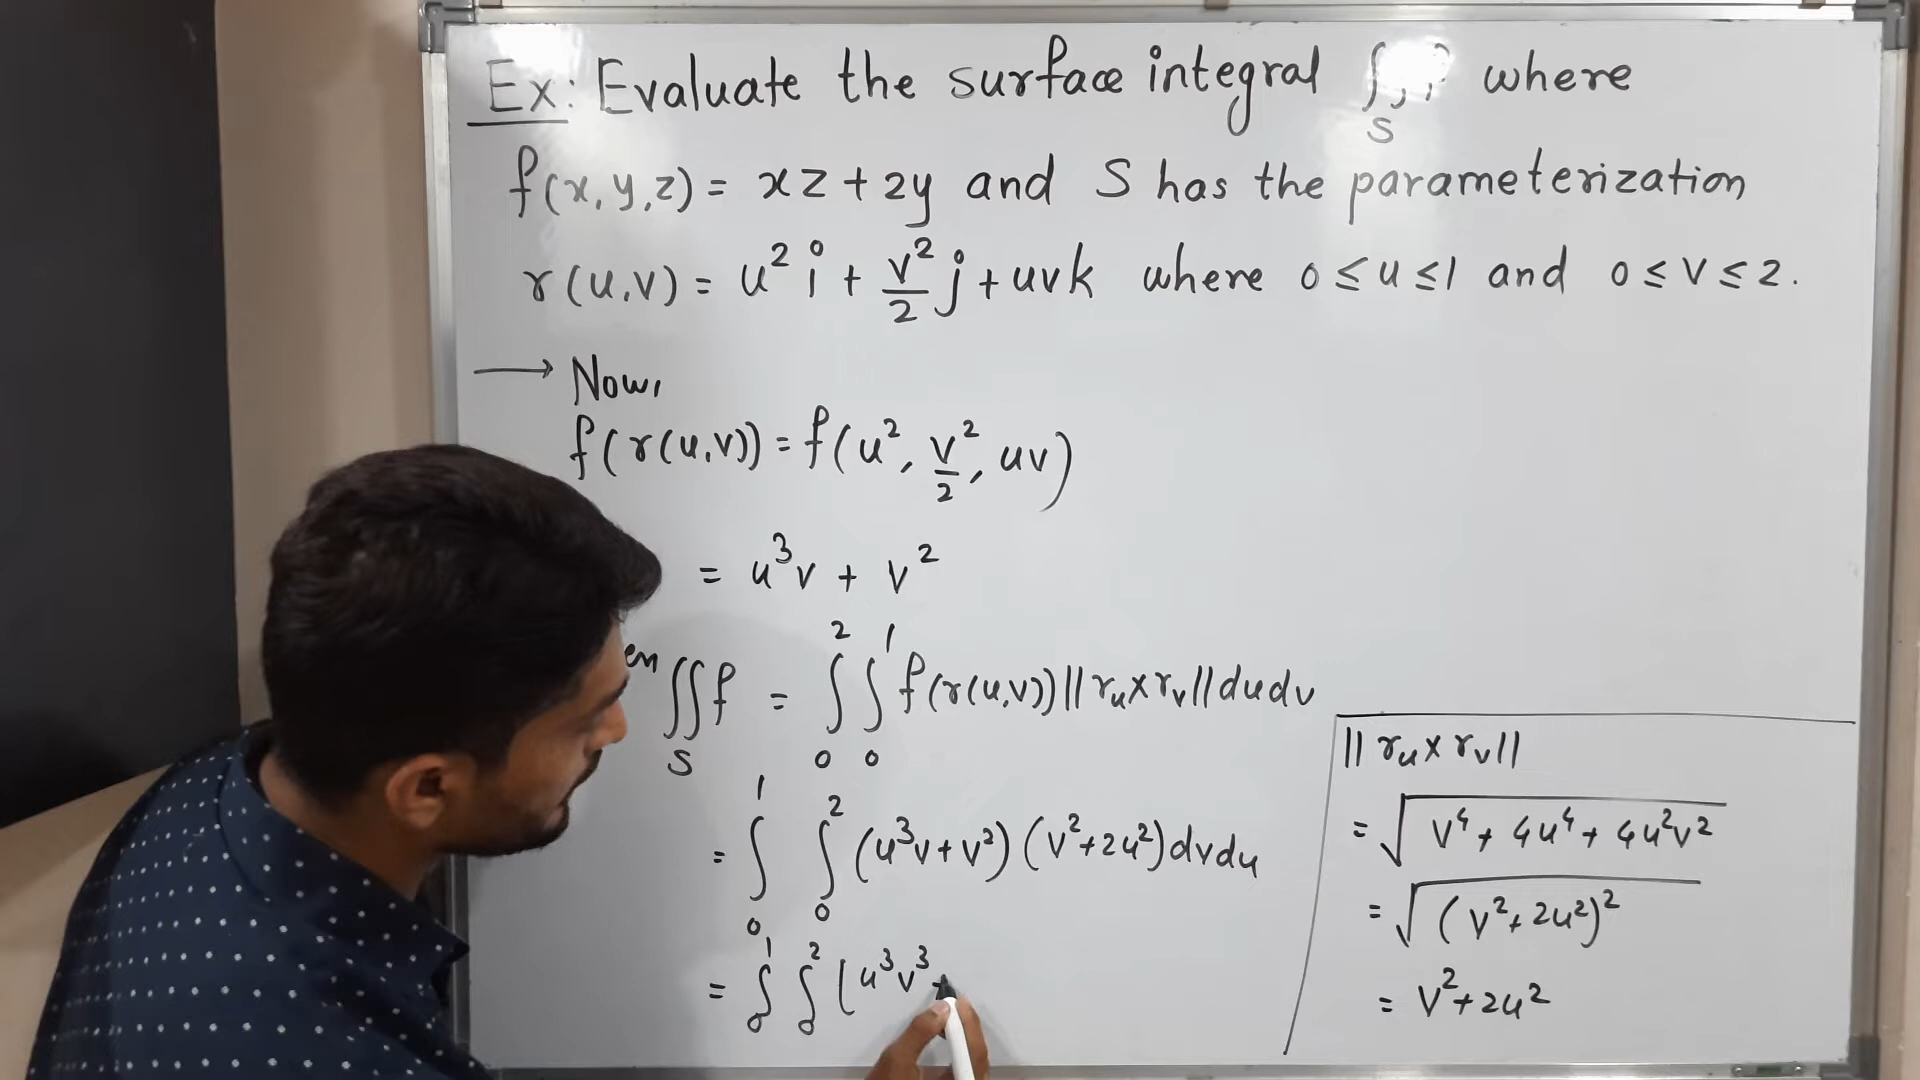 Ex: Evaluate the surface integral ∫∫ where
S
f(x,y,z) = xz + 2y and S has the parameterization
r(u,v) = u² i + v²/2 j + uvk where 0 ≤ u ≤ 1 and 0 ≤ v ≤ 2.
→ Now,
f(r(u,v)) = f(u², v²/2, uv)
= u³v + v²
en ∬_S f = ∫₀² ∫₀¹ f(r(u,v)) || r_u x r_v || du dv
= ∫₀¹ ∫₀² (u³v + v²) (v² + 2u²) dv du
= ∫₀¹ ∫₀² (u³v³
|| r_u x r_v ||
= √(v⁴ + 4u⁴ + 4u²v²)
= √((v² + 2u²)²)
= v² + 2u²